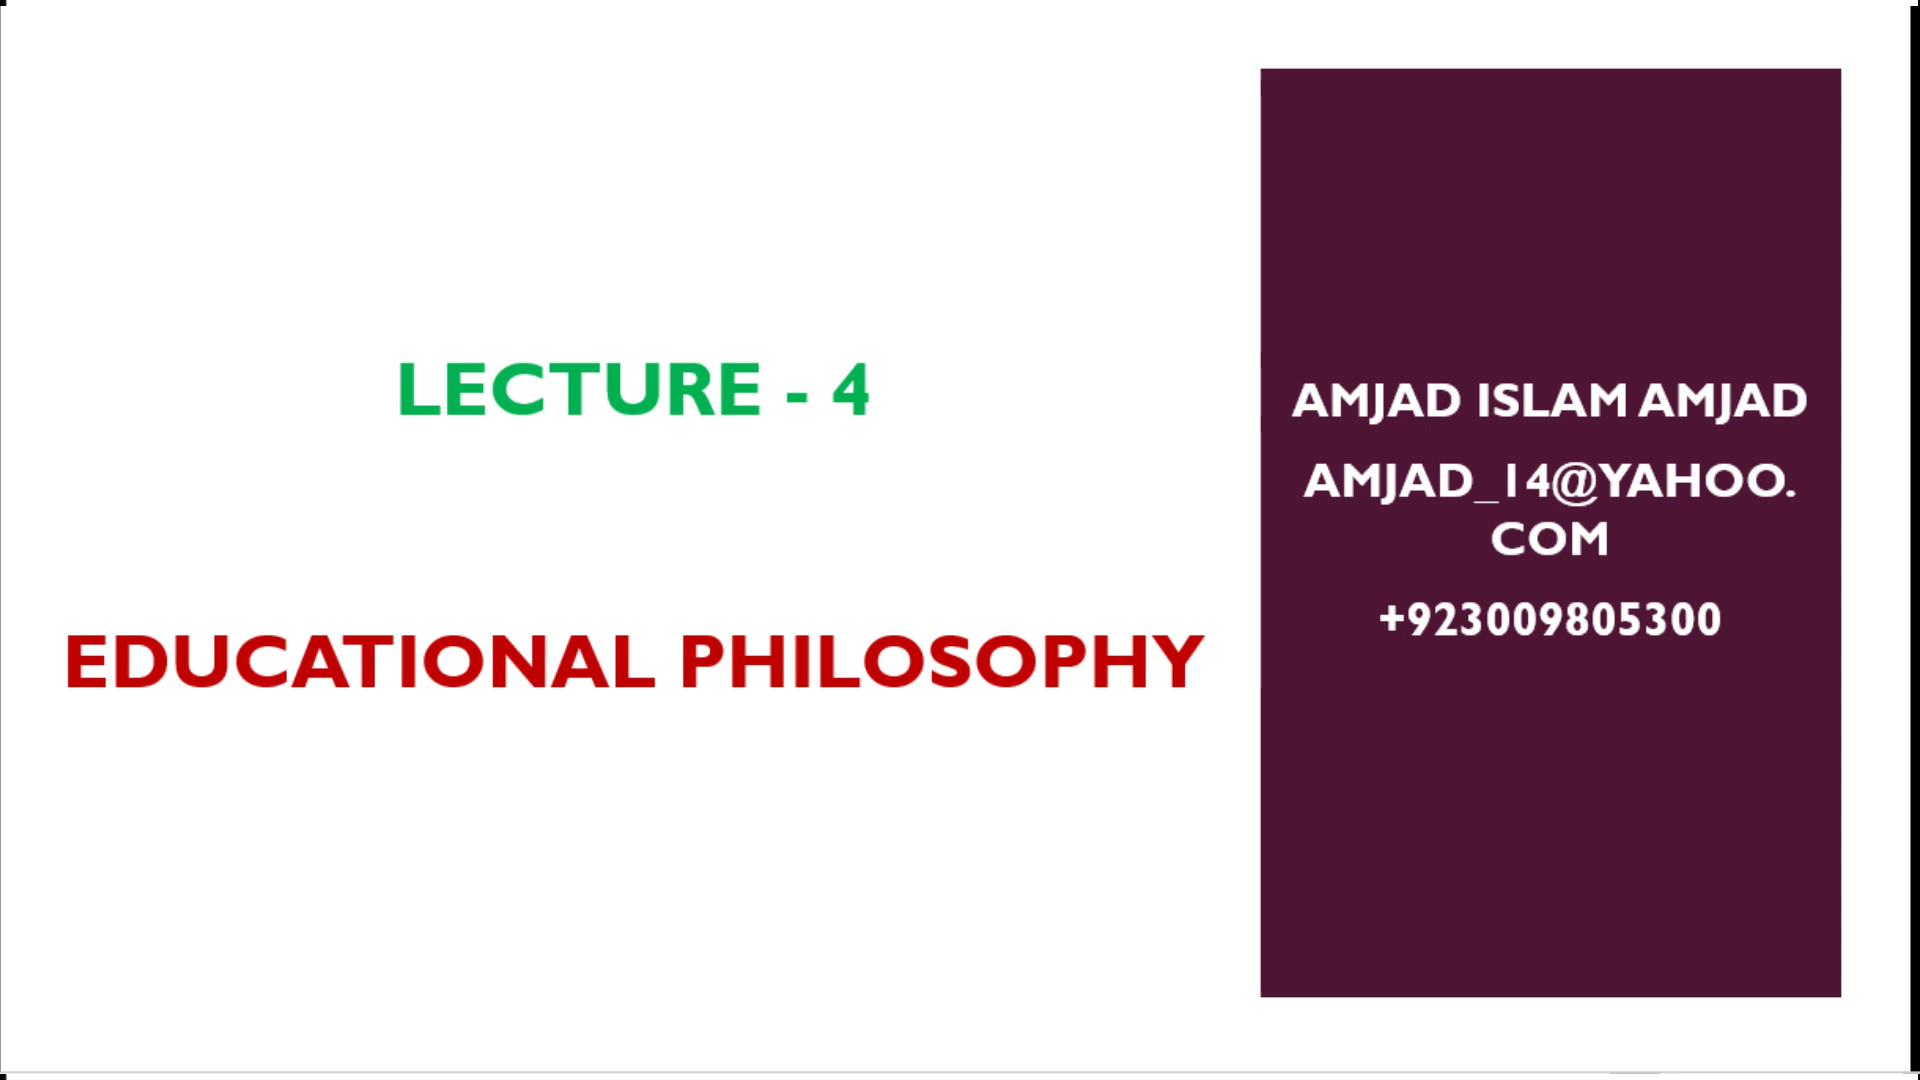 LECTURE - 4
EDUCATIONAL PHILOSOPHY
AMJAD ISLAM AMJAD
AMJAD_14@YAHOO.
COM
+923009805300